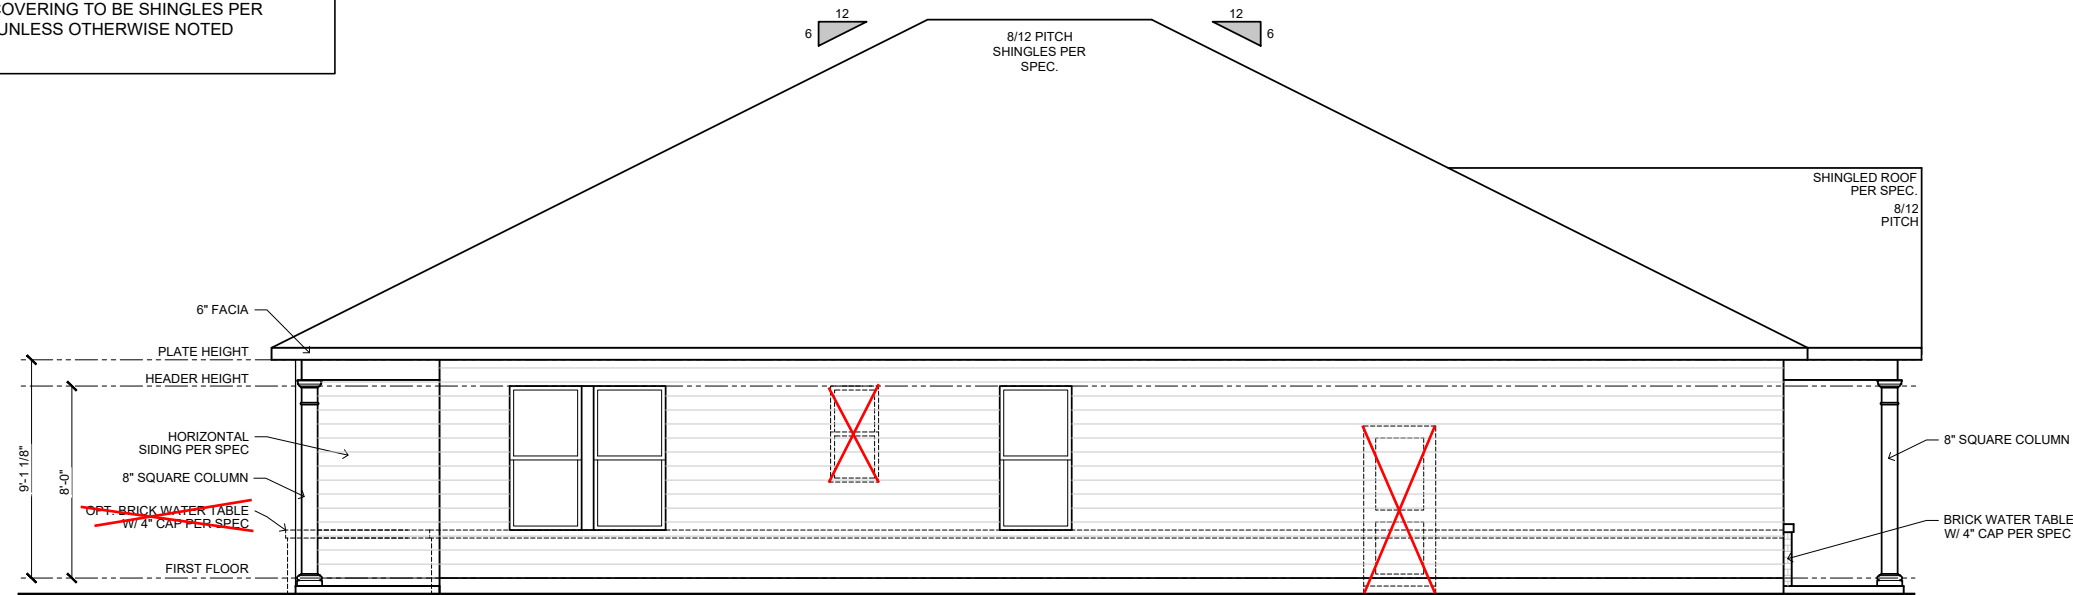 COVERING TO BE SHINGLES PER
UNLESS OTHERWISE NOTED
12
6
12
6
8/12 PITCH
SHINGLES PER
SPEC.
SHINGLED ROOF
PER SPEC.
8/12
PITCH
6" FACIA
PLATE HEIGHT
HEADER HEIGHT
HORIZONTAL
SIDING PER SPEC
8" SQUARE COLUMN
OPT. BRICK WATER TABLE
W/ 4" CAP PER SPEC
FIRST FLOOR
9'-1 1/8"
8'-0"
8" SQUARE COLUMN
BRICK WATER TABLE
W/ 4" CAP PER SPEC